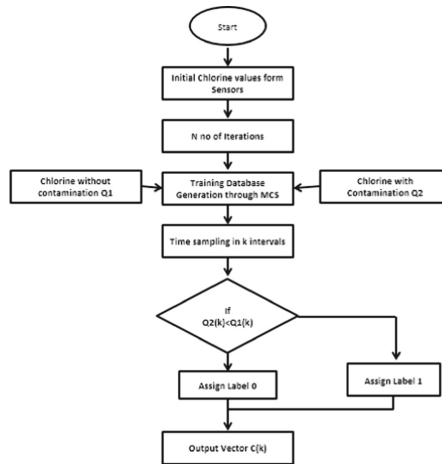 Start
Initial Chlorine values form
Sensors
N no of Iterations
Chlorine without
contamination Q1
Training Database
Generation through MCS
Chlorine with
Contamination Q2
Time sampling in k intervals
If
Q2(k)<Q1(k)
Assign Label 0
Assign Label 1
Output Vector C(k)